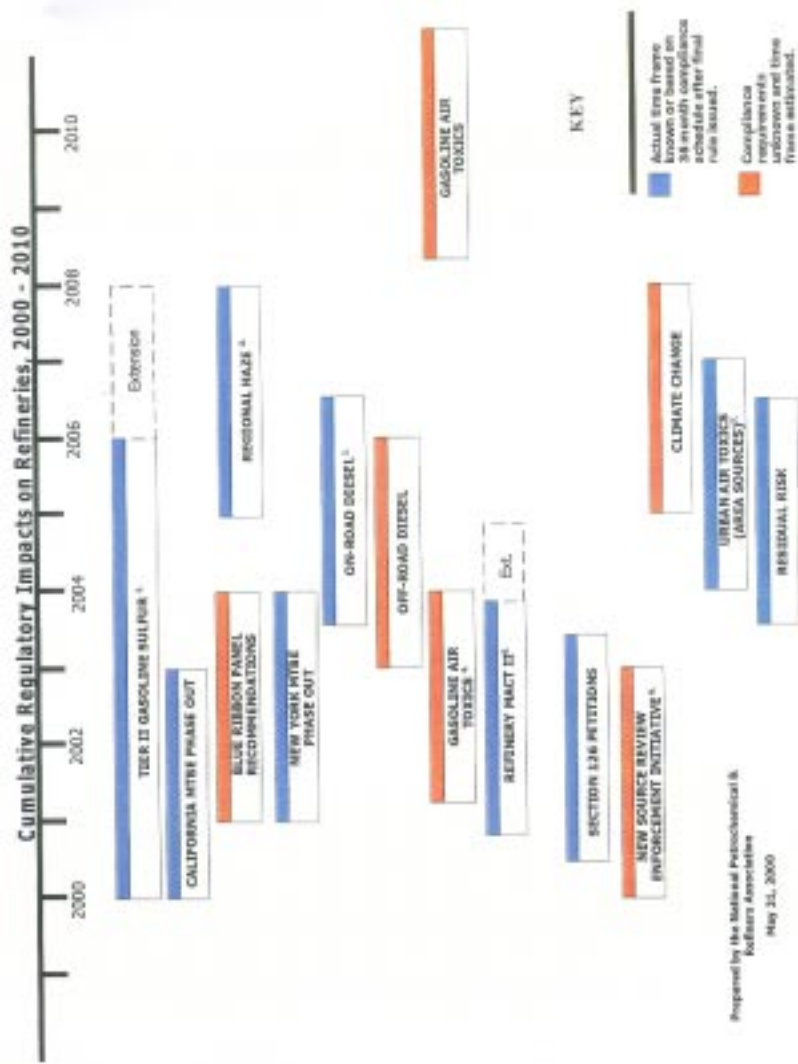 Cumulative Regulatory Impacts on Refineries, 2000 - 2010
2000
2002
2004
2006
2008
2010
TIER II GASOLINE SULFUR
Extension
CALIFORNIA MTBE PHASE OUT
BLUE RIBBON PANEL
RECOMMENDATIONS
REGIONAL HAZE
NEW YORK MTBE
PHASE OUT
ON-ROAD DIESEL
OFF-ROAD DIESEL
GASOLINE AIR
TOXICS
GASOLINE AIR
TOXICS
REFINERY MACT II
Ext.
SECTION 126 PETITIONS
NEW SOURCE REVIEW
ENFORCEMENT INITIATIVE
CLIMATE CHANGE
URBAN AIR TOXICS
(AREA SOURCES)
RESIDUAL RISK
KEY
Actual time frame
known or based on
36 month compliance
schedule after final
rule issued.
Compliance
requirements
unknown and time
frame estimated.
Prepared by the National Petrochemical &
Refiners Association
May 31, 2000